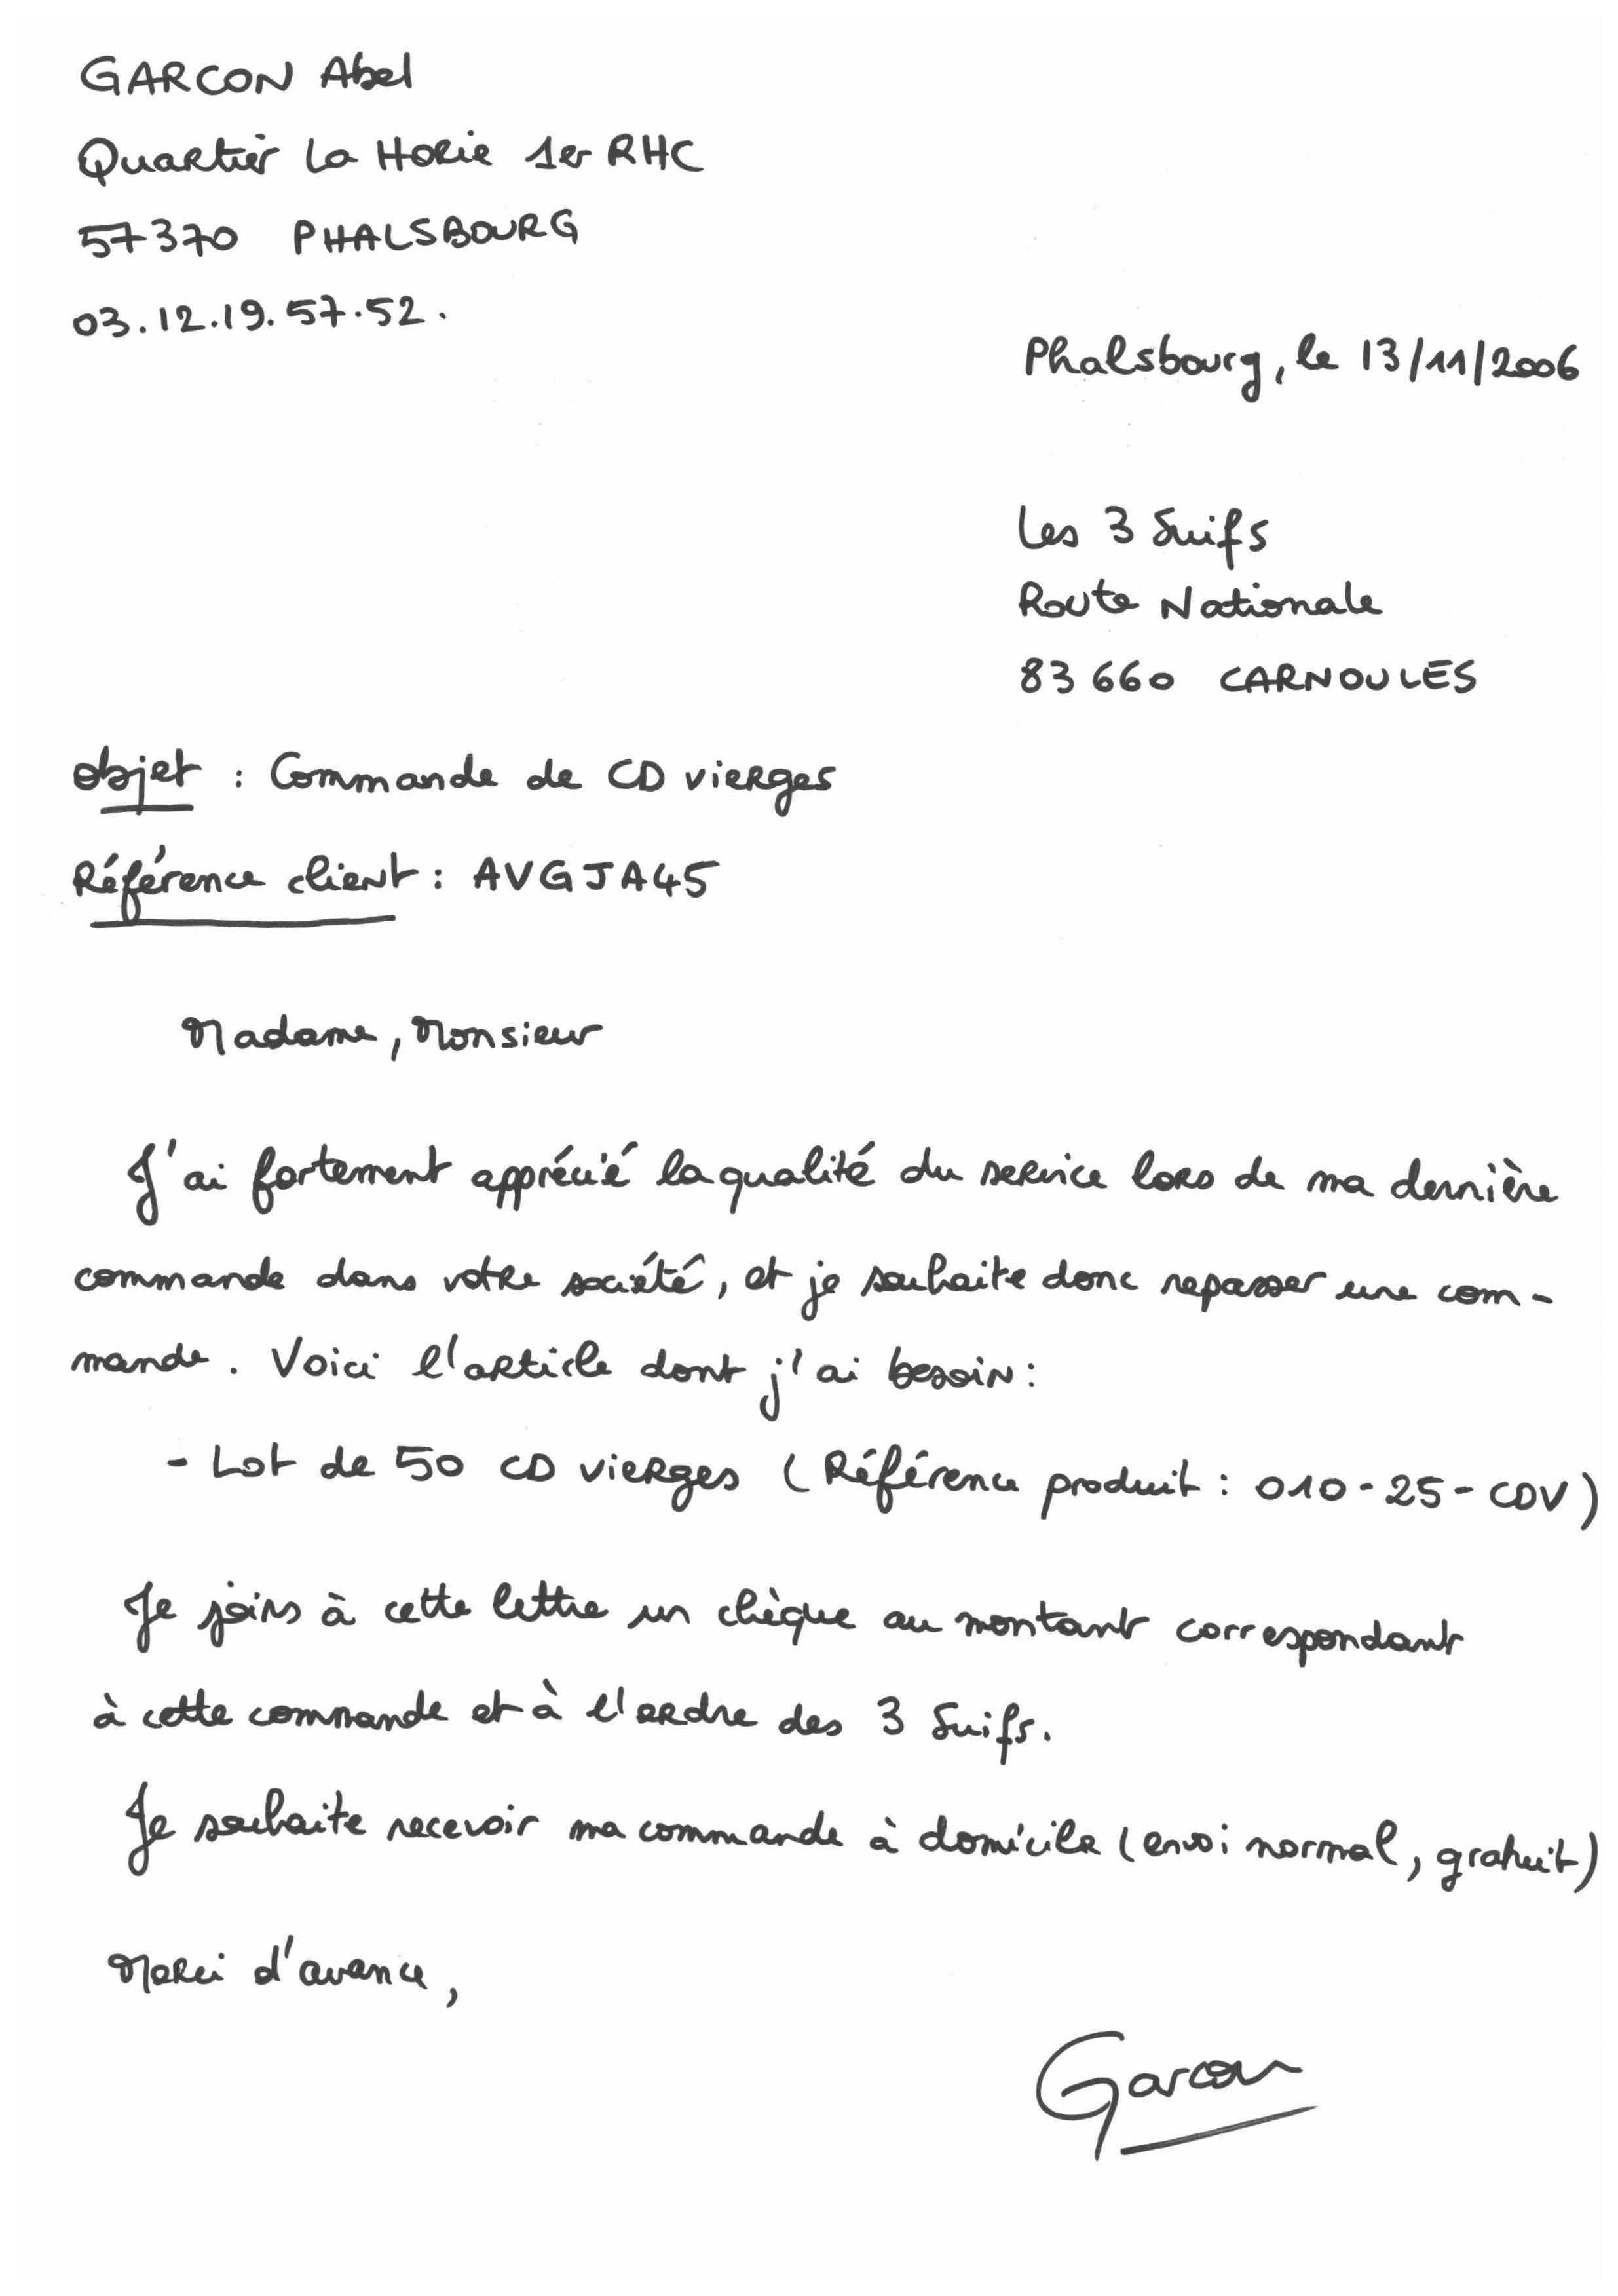 GARCON Abel
Quartier La Horie 1er RHC
57370 PHALSBOURG
03.12.19.57.52.
Phalsbourg, le 13/11/2006
Les 3 Suifs
Route Nationale
83 660 CARNOULES
Objet : Commande de CD vierges
Référence client : AVGJA45
Madame, Monsieur
J'ai fortement apprécié la qualité du service lors de ma dernière
commande dans votre société, et je souhaite donc repasser une com-
mande. Voici l'article dont j'ai besoin :
- Lot de 50 CD vierges (Référence produit : 010-25-CDV)
Je joins à cette lettre un chèque au montant correspondant
à cette commande et à l'ordre des 3 Suifs.
Je souhaite recevoir ma commande à domicile (envoi normal, gratuit)
Merci d'avance,
Garcon